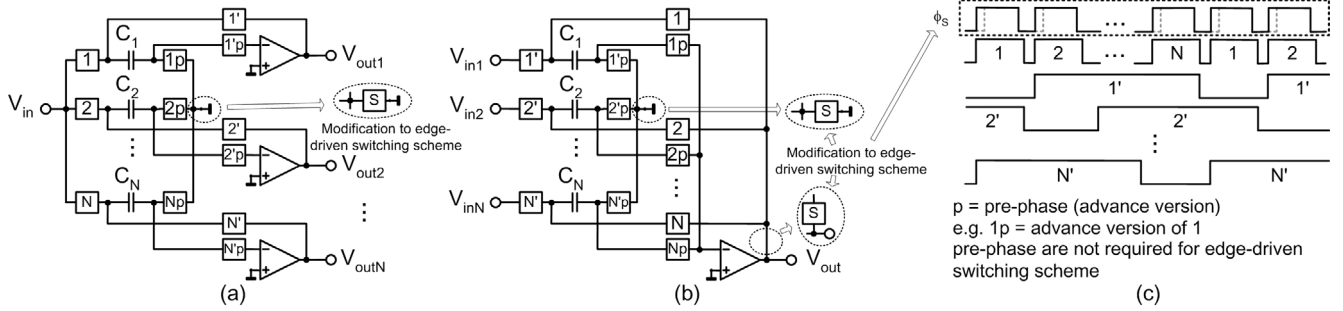 1'
C1
1
1'p
1p
Vout1
Vin
C2
2
2p
S
Modification to edge-
driven switching scheme
2'
2'p
Vout2
...
CN
N
Np
N'
N'p
VoutN
(a)
1
C1
Vin1
1'
1p
1'p
C2
Vin2
2'
2'p
S
2
Modification to edge-
driven switching scheme
2p
...
CN
VinN
N'
N'p
N
Np
S
Vout
(b)
ϕS
...
1 2 ... N 1 2
1' 1'
2' 2'
...
N' N'
p = pre-phase (advance version)
e.g. 1p = advance version of 1
pre-phase are not required for edge-driven
switching scheme
(c)